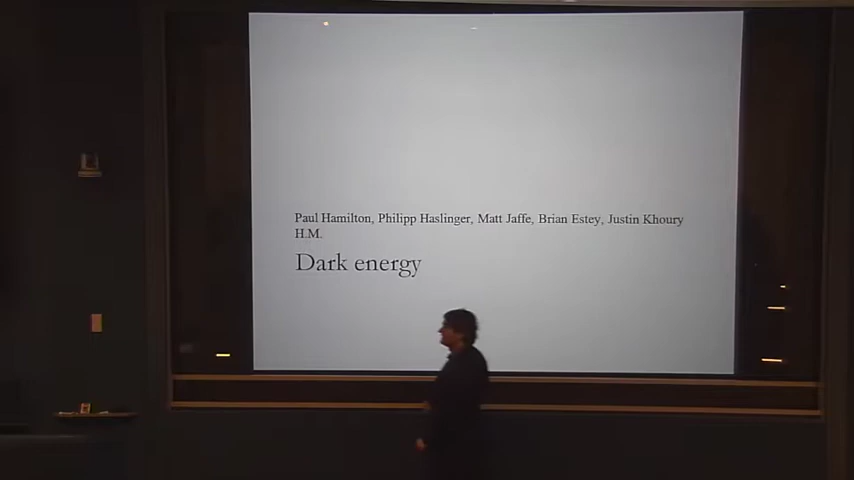 Paul Hamilton, Philipp Haslinger, Matt Jaffe, Brian Estey, Justin Khoury
H.M.
Dark energy